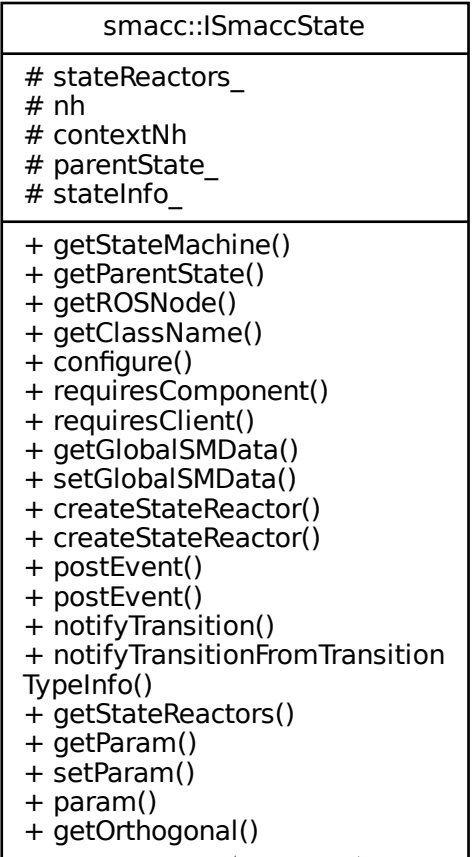 smacc::ISmaccState
# stateReactors_
# nh
# contextNh
# parentState_
# stateInfo_
+ getStateMachine()
+ getParentState()
+ getROSNode()
+ getClassName()
+ configure()
+ requiresComponent()
+ requiresClient()
+ getGlobalSMData()
+ setGlobalSMData()
+ createStateReactor()
+ createStateReactor()
+ postEvent()
+ postEvent()
+ notifyTransition()
+ notifyTransitionFromTransition
TypeInfo()
+ getStateReactors()
+ getParam()
+ setParam()
+ param()
+ getOrthogonal()